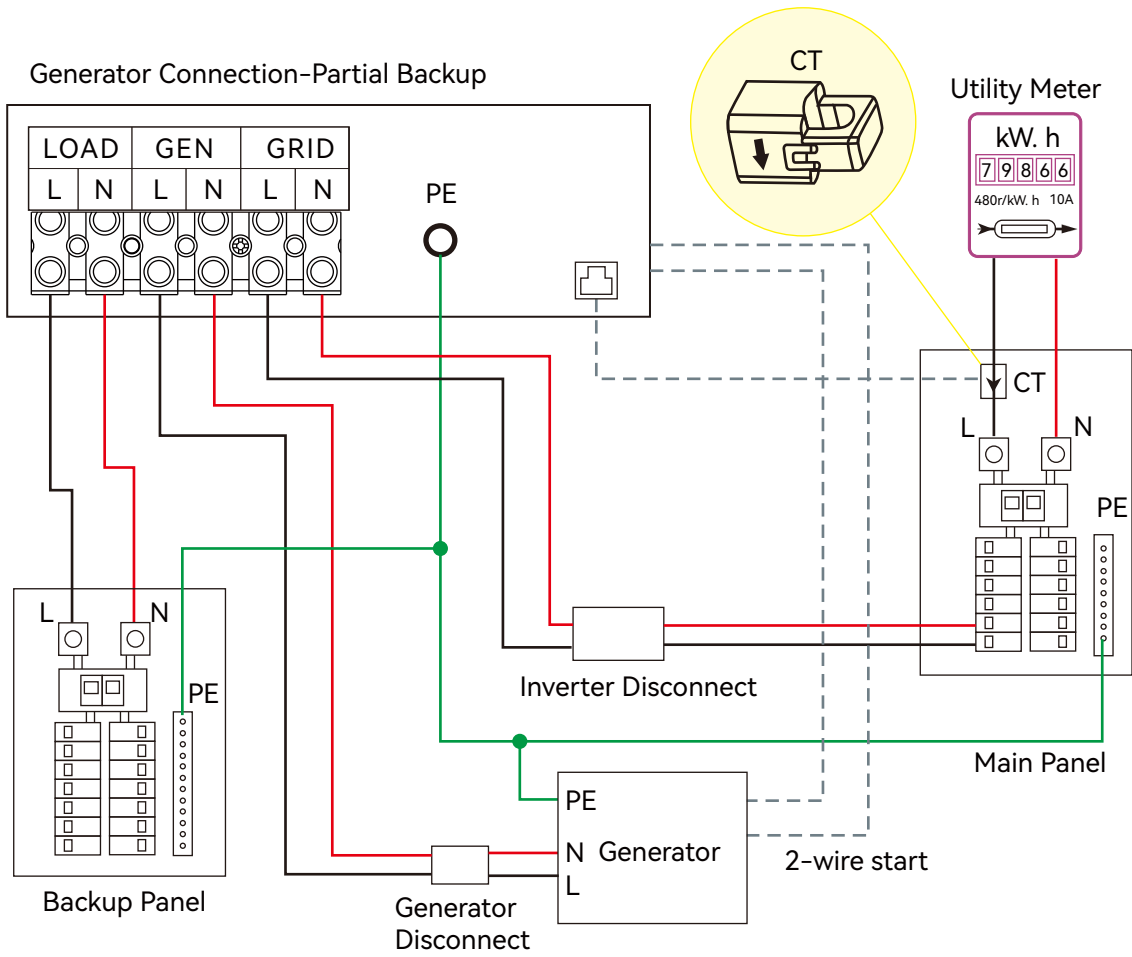 Generator Connection-Partial Backup
CT
Utility Meter
kW. h
79866
480r/kW. h 10A
LOAD GEN GRID
L N L N L N
PE
CT
L N
PE
L N
PE
Inverter Disconnect
Main Panel
PE
N Generator
L
2-wire start
Backup Panel
Generator
Disconnect